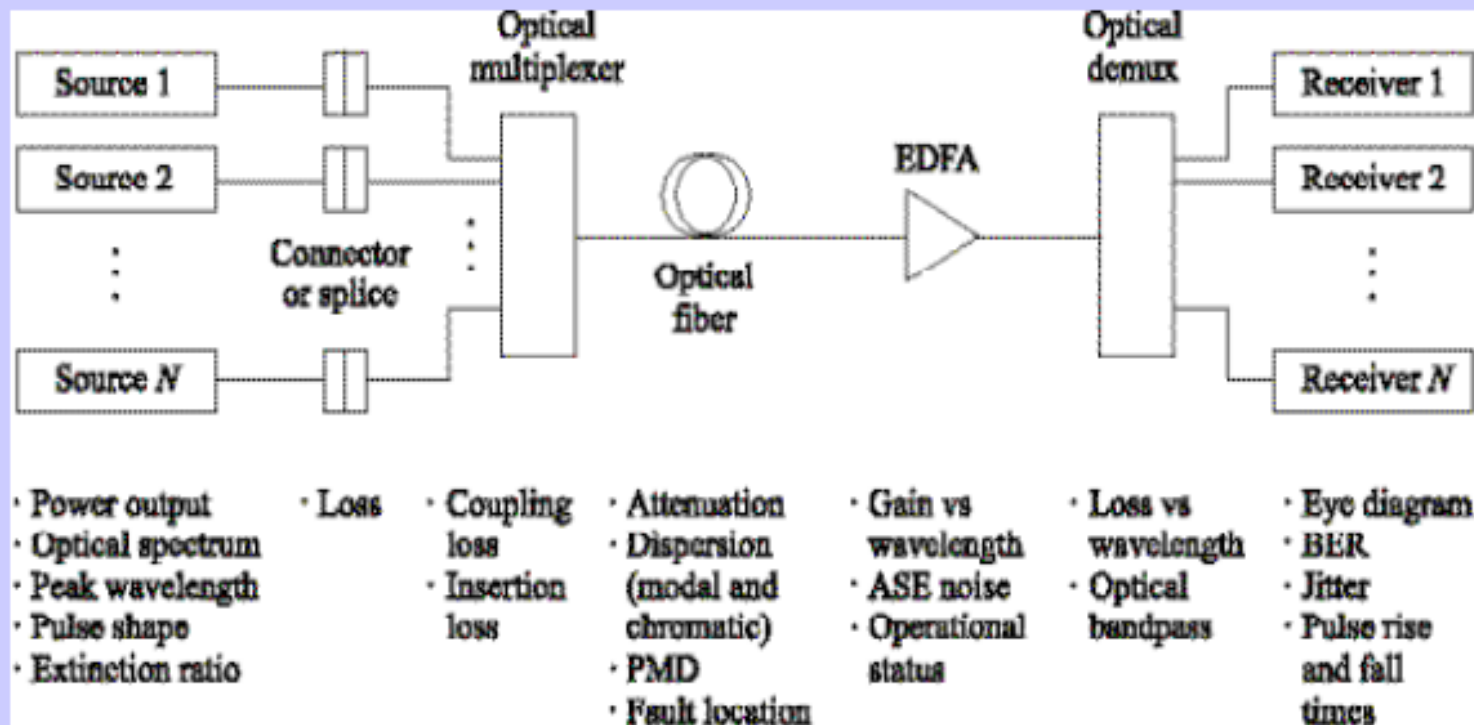 Optical
multiplexer
Optical
demux
Source 1
Receiver 1
EDFA
Source 2
Receiver 2
Connector
or splice
Optical
fiber
Source N
Receiver N
· Power output
· Optical spectrum
· Peak wavelength
· Pulse shape
· Extinction ratio
· Loss
· Coupling
loss
· Insertion
loss
· Attenuation
· Dispersion
(modal and
chromatic)
· PMD
· Fault location
· Gain vs
wavelength
· ASE noise
· Operational
status
· Loss vs
wavelength
· Optical
bandpass
· Eye diagram
· BER
· Jitter
· Pulse rise
and fall
times